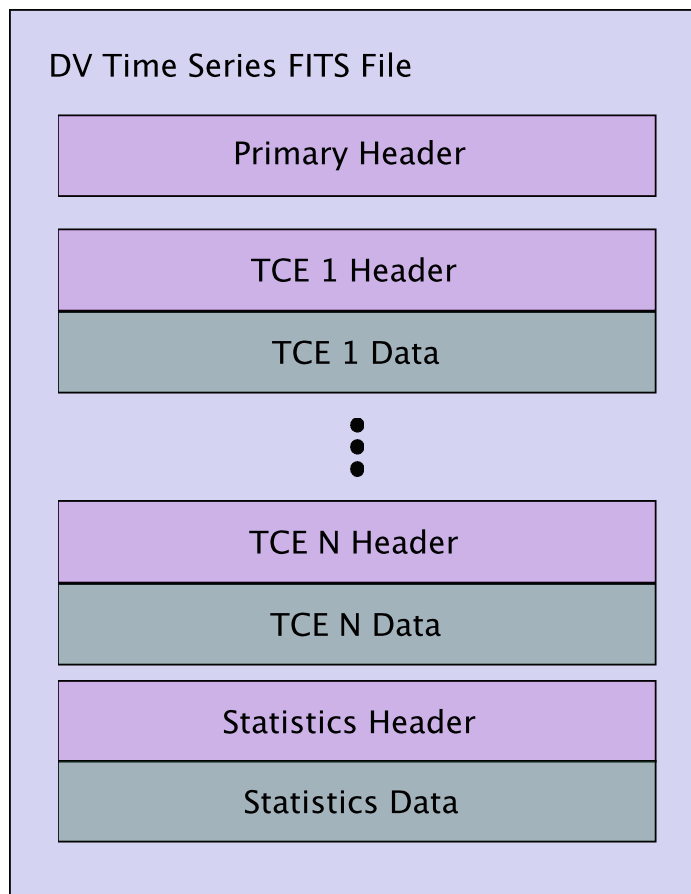 DV Time Series FITS File
Primary Header
TCE 1 Header
TCE 1 Data
TCE N Header
TCE N Data
Statistics Header
Statistics Data